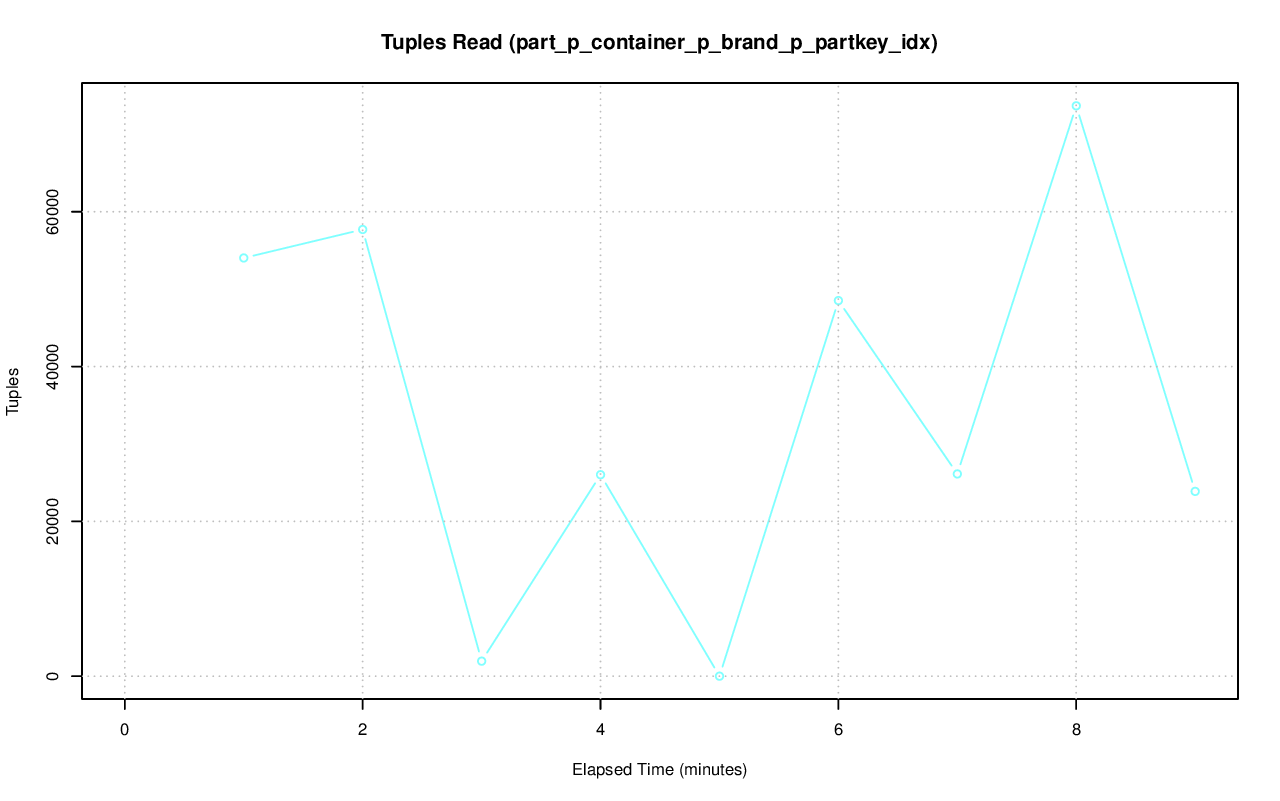 Tuples Read (part_p_container_p_brand_p_partkey_idx)
Tuples
60000
40000
20000
0
0 2 4 6 8
Elapsed Time (minutes)